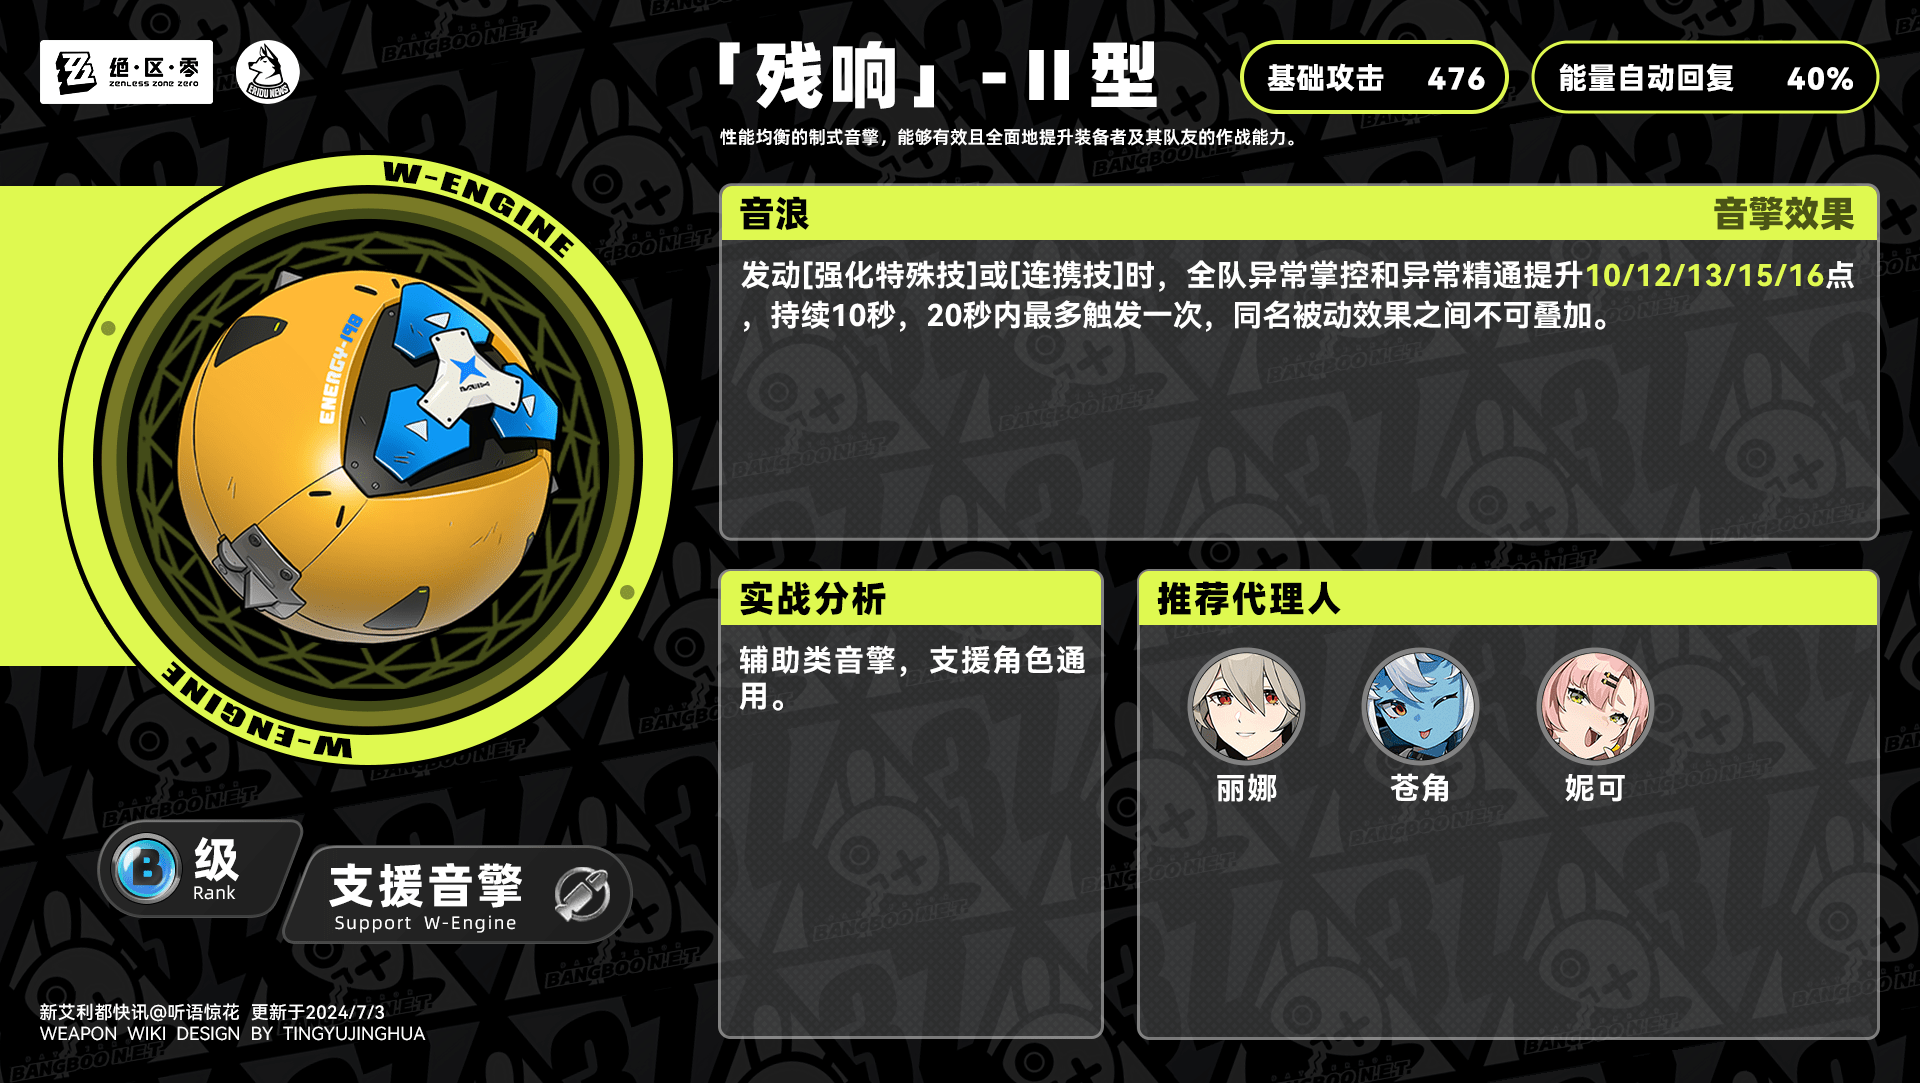 绝·区·零
ZENLESS ZONE ZERO
ERIDU NEWS
「残响」-II型
基础攻击 476
能量自动回复 40%
性能均衡的制式音擎，能够有效且全面地提升装备者及其队友的作战能力。
W-ENGINE
ENERGY-19B
W-ENGINE
音浪 音擎效果
发动[强化特殊技]或[连携技]时，全队异常掌控和异常精通提升10/12/13/15/16点
，持续10秒，20秒内最多触发一次，同名被动效果之间不可叠加。
实战分析
辅助类音擎，支援角色通
用。
推荐代理人
丽娜 苍角 妮可
B 级
Rank
支援音擎
Support W-Engine
新艾利都快讯@听语惊花 更新于2024/7/3
WEAPON WIKI DESIGN BY TINGYUJINGHUA
BANGBOO N.E.T.